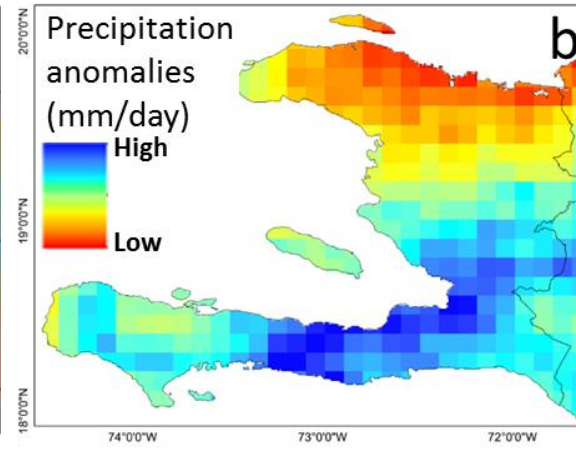 Precipitation
anomalies
(mm/day)
High
Low
b
20°0'0"N
19°0'0"N
18°0'0"N
74°0'0"W
73°0'0"W
72°0'0"W